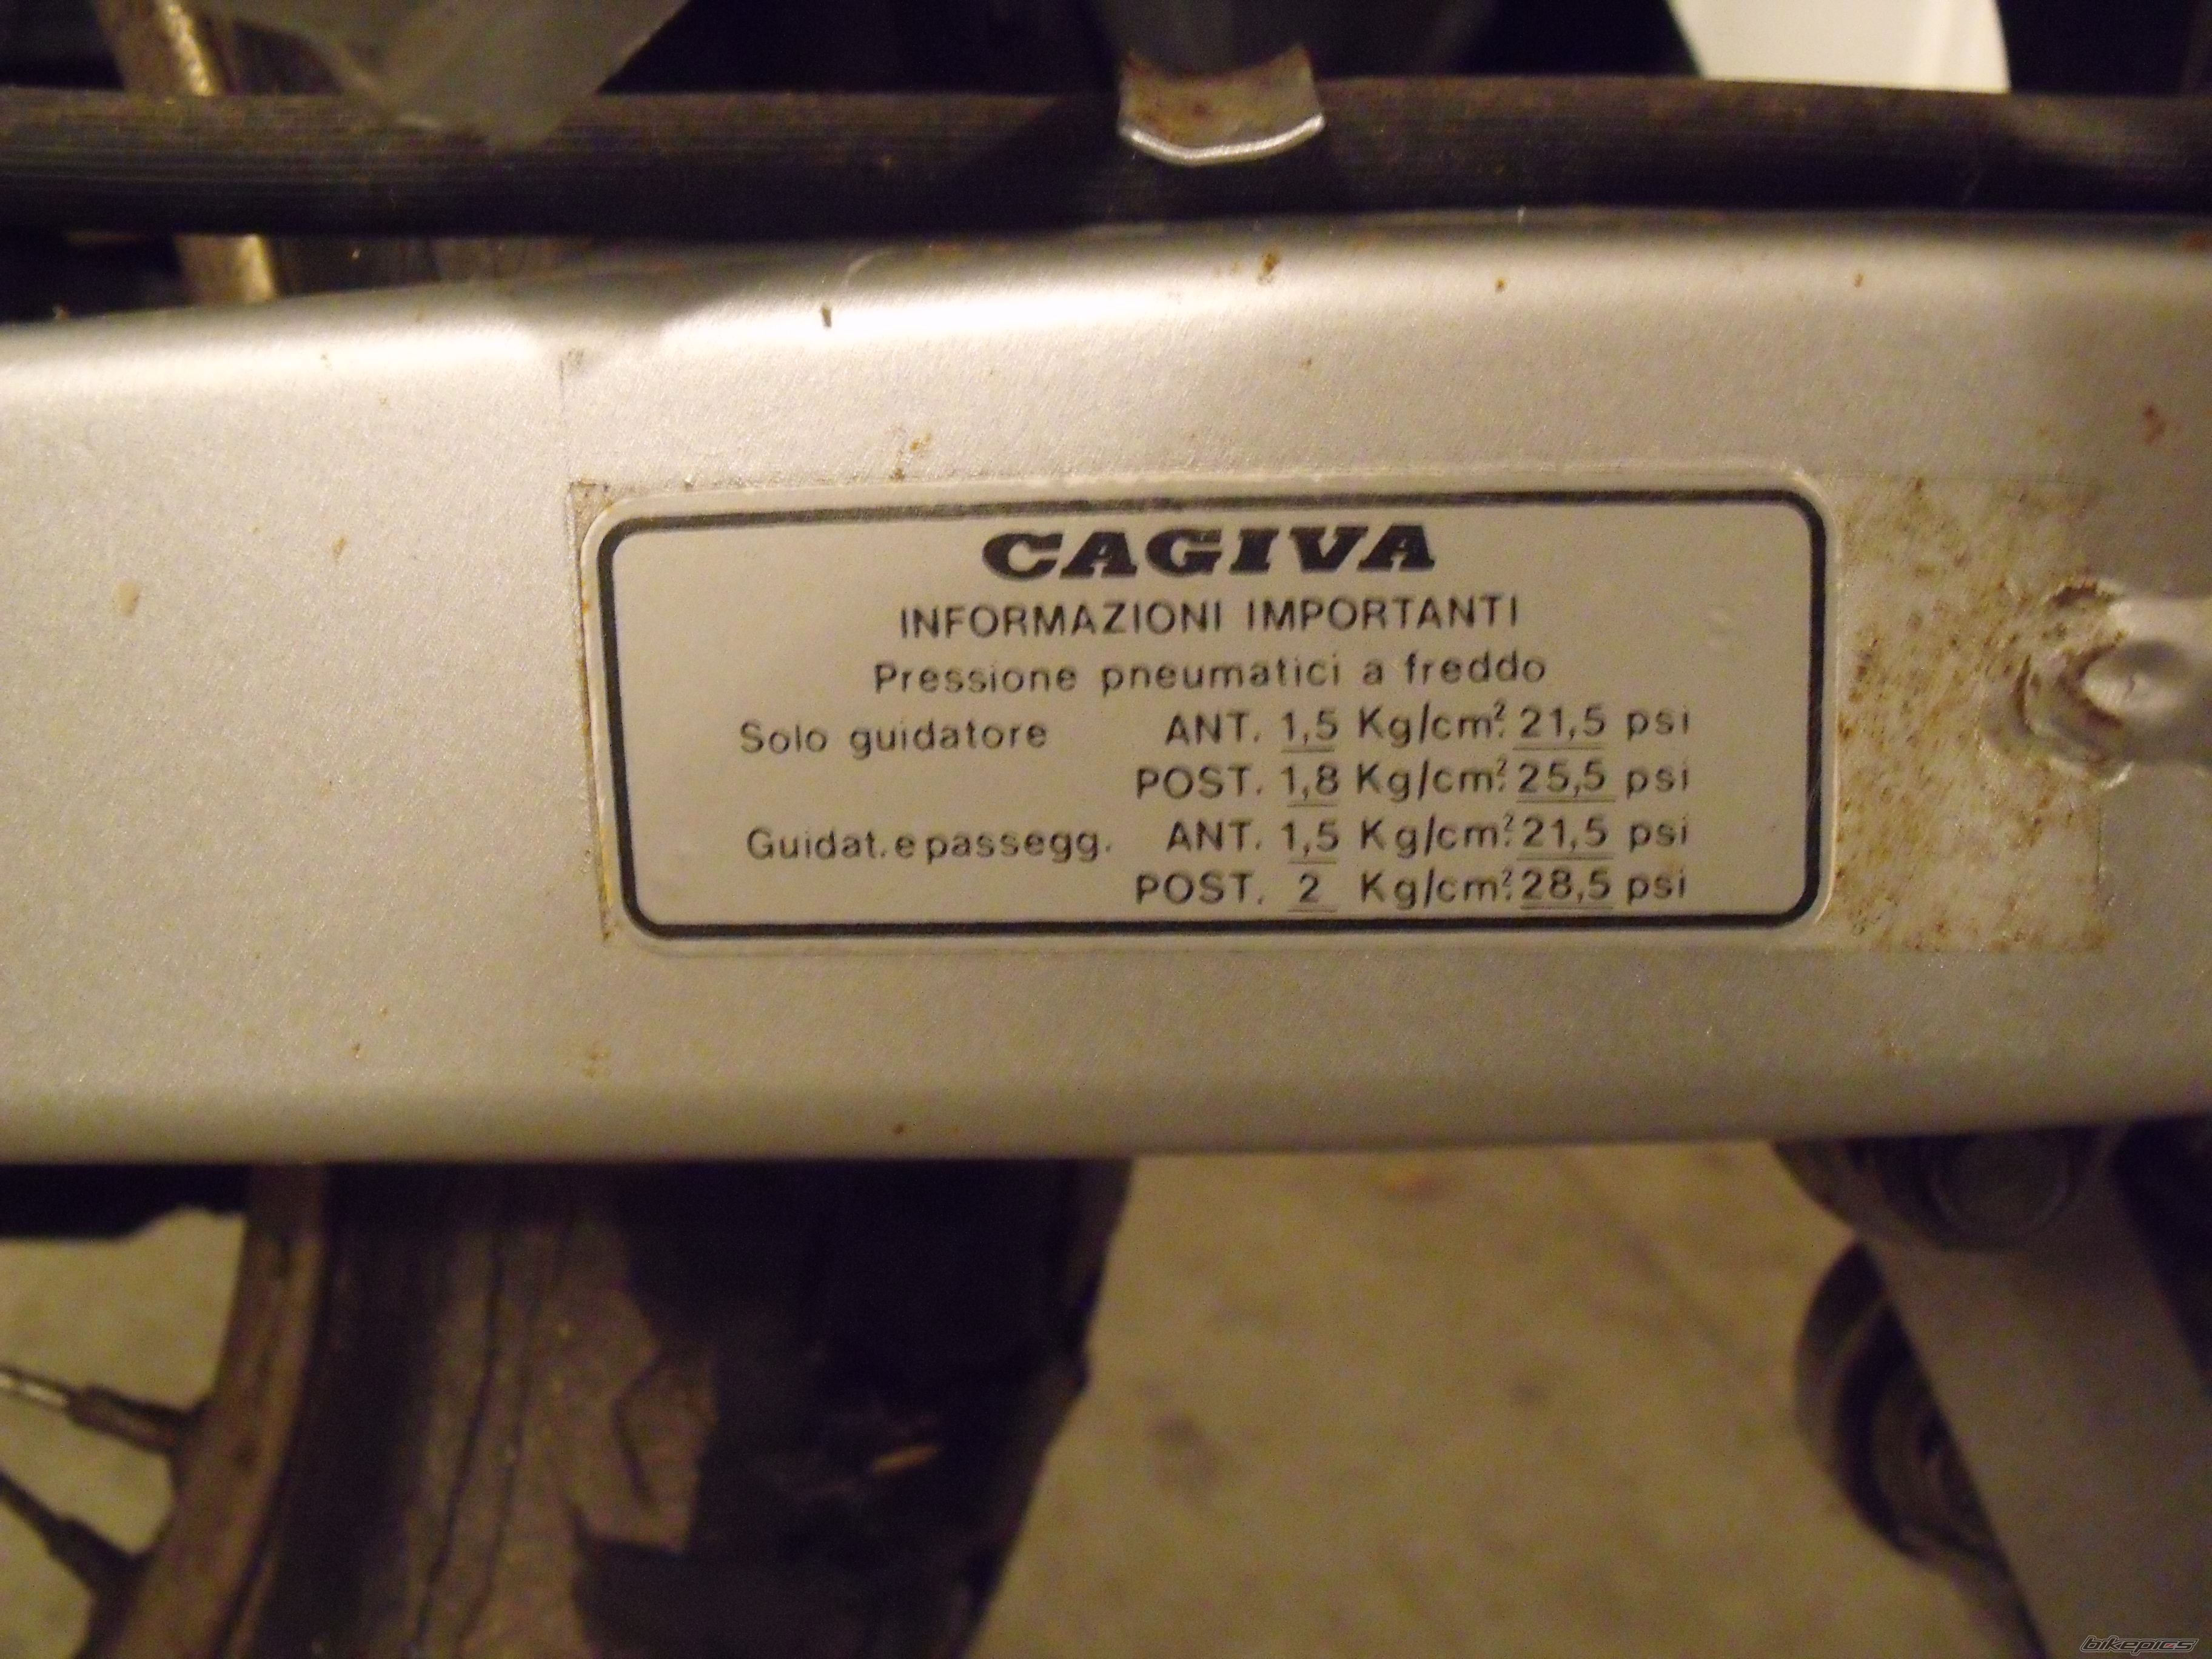 CAGIVA
INFORMAZIONI IMPORTANTI
Pressione pneumatici a freddo
Solo guidatore ANT. 1,5 Kg/cm². 21,5 psi
POST. 1,8 Kg/cm². 25,5 psi
Guidat. e passegg. ANT. 1,5 Kg/cm². 21,5 psi
POST. 2 Kg/cm². 28,5 psi
bikepics